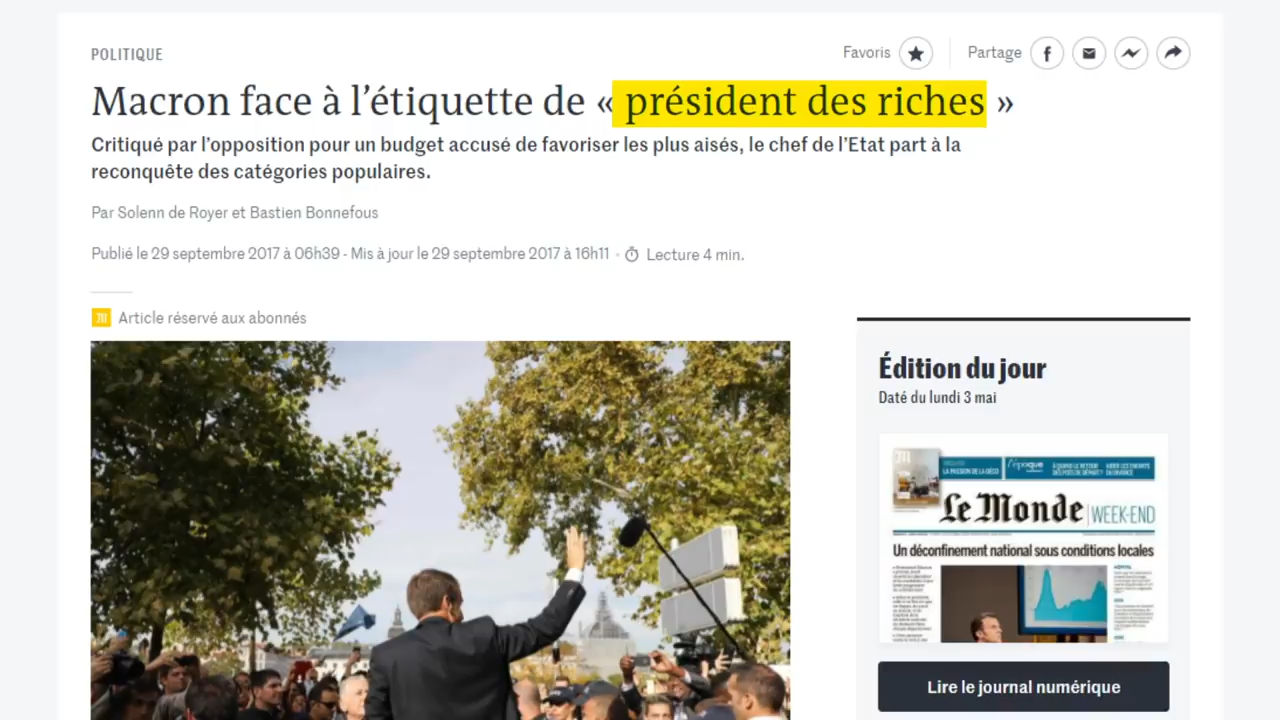 POLITIQUE
Favoris
Partage
Macron face à l’étiquette de « président des riches »
Critiqué par l’opposition pour un budget accusé de favoriser les plus aisés, le chef de l’Etat part à la
reconquête des catégories populaires.
Par Solenn de Royer et Bastien Bonnefous
Publié le 29 septembre 2017 à 06h39 - Mis à jour le 29 septembre 2017 à 16h11 · Lecture 4 min.
Article réservé aux abonnés
Édition du jour
Daté du lundi 3 mai
Le Monde WEEK-END
Un déconfinement national sous conditions locales
Lire le journal numérique